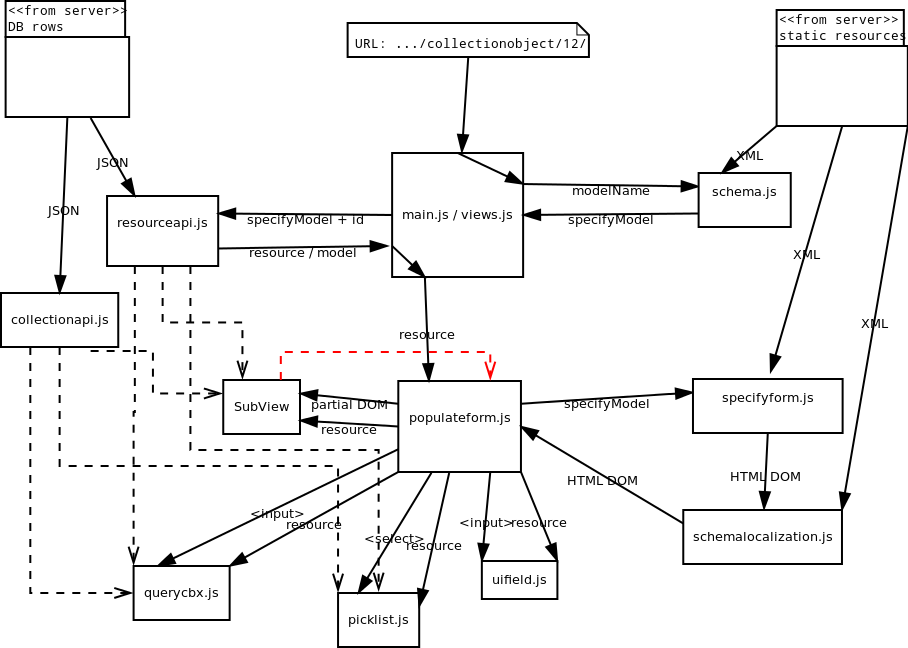 <<from server>>
DB rows
URL: .../collectionobject/12/
<<from server>>
static resources
JSON
XML
JSON
resourceapi.js
specifyModel + id
resource / model
main.js / views.js
modelName
specifyModel
schema.js
XML
collectionapi.js
resource
XML
SubView
partial DOM
resource
populateform.js
specifyModel
specifyform.js
HTML DOM
HTML DOM
<input>
resource
<select>
resource
<input>
resource
schemalocalization.js
querycbx.js
picklist.js
uifield.js